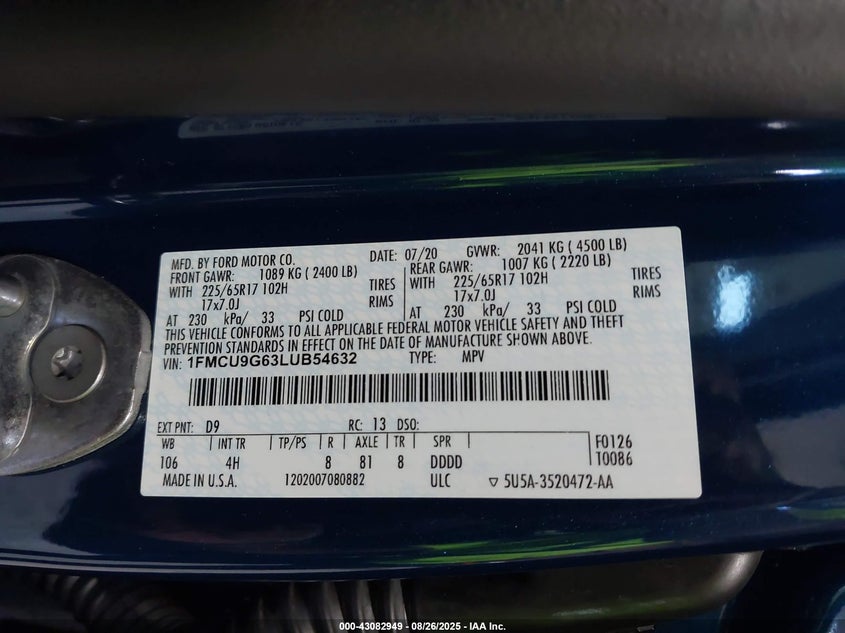 MFD. BY FORD MOTOR CO. DATE: 07/20 GVWR: 2041 KG ( 4500 LB)
FRONT GAWR: 1089 KG ( 2400 LB) REAR GAWR: 1007 KG ( 2220 LB)
WITH 225/65R17 102H TIRES WITH 225/65R17 102H TIRES
17x7.0J RIMS 17x7.0J RIMS
AT 230 kPa/ 33 PSI COLD AT 230 kPa/ 33 PSI COLD
THIS VEHICLE CONFORMS TO ALL APPLICABLE FEDERAL MOTOR VEHICLE SAFETY AND THEFT
PREVENTION STANDARDS IN EFFECT ON THE DATE OF MANUFACTURE SHOWN ABOVE.
VIN: 1FMCU9G63LUB54632 TYPE: MPV
EXT PNT: D9 RC: 13 DSO:
WB INT TR TP/PS R AXLE TR SPR F0126
106 4H 8 81 8 DDDD T0086
MADE IN U.S.A. 1202007080882 ULC ▽ 5U5A-3520472-AA
000-43082949 - 08/26/2025 - IAA Inc.